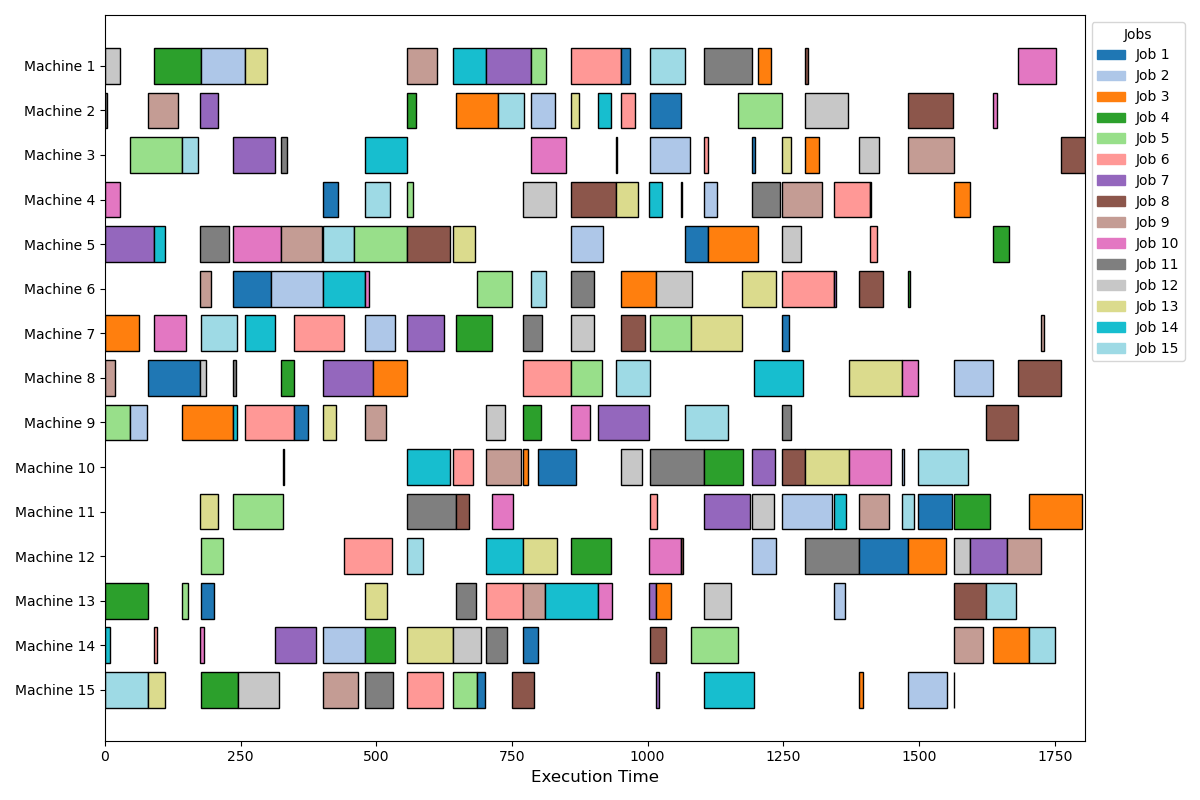 Machine 1
Machine 2
Machine 3
Machine 4
Machine 5
Machine 6
Machine 7
Machine 8
Machine 9
Machine 10
Machine 11
Machine 12
Machine 13
Machine 14
Machine 15
0 250 500 750 1000 1250 1500 1750
Execution Time
Jobs
Job 1
Job 2
Job 3
Job 4
Job 5
Job 6
Job 7
Job 8
Job 9
Job 10
Job 11
Job 12
Job 13
Job 14
Job 15